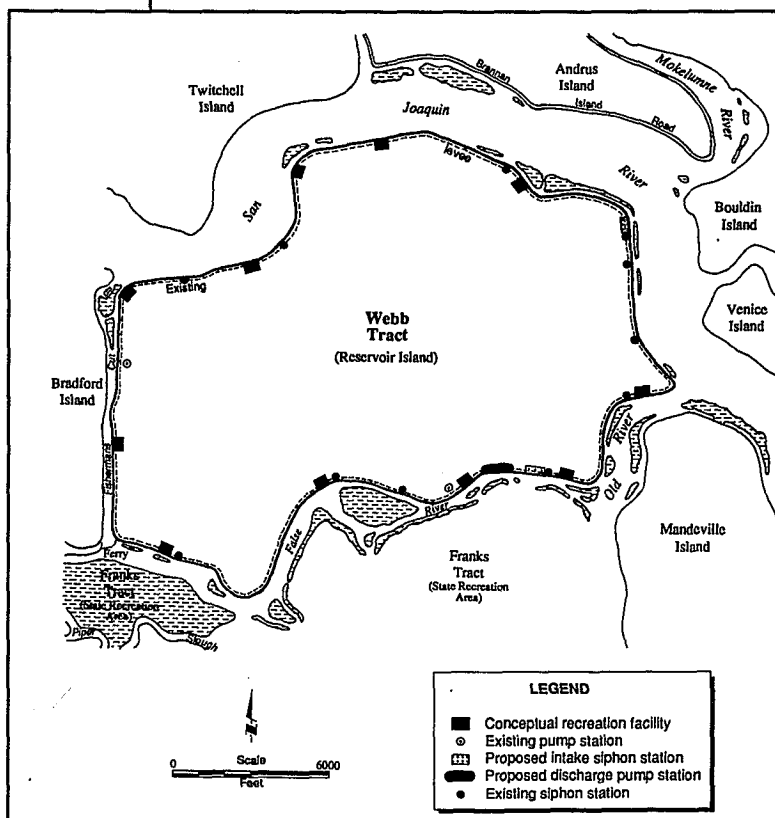 Twitchell
Island
Brannan
Island
Road
Andrus
Island
Mokelumne
River
Joaquin
River
San
levee
Bouldin
Island
Existing
Webb
Tract
(Reservoir Island)
Venice
Island
Cut
Bradford
Island
Fishermans
River
Old
False
River
Mandeville
Island
Ferry
Franks
Tract
(State Recreation
Area)
Franks
Tract
(State Recreation
Area)
Piper
Slough
N
0 Scale 6000
Feet
LEGEND
Conceptual recreation facility
Existing pump station
Proposed intake siphon station
Proposed discharge pump station
Existing siphon station